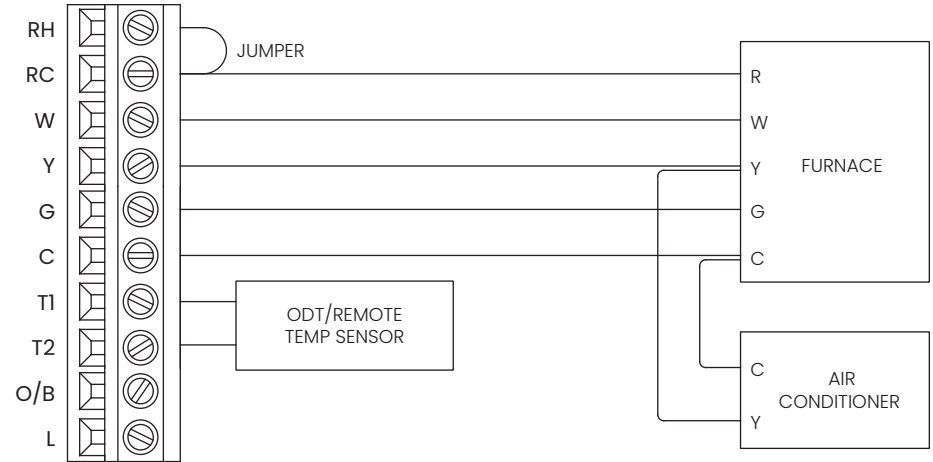 RH
RC
W
Y
G
C
T1
T2
O/B
L
JUMPER
ODT/REMOTE
TEMP SENSOR
R
W
Y
G
C
FURNACE
C
Y
AIR
CONDITIONER